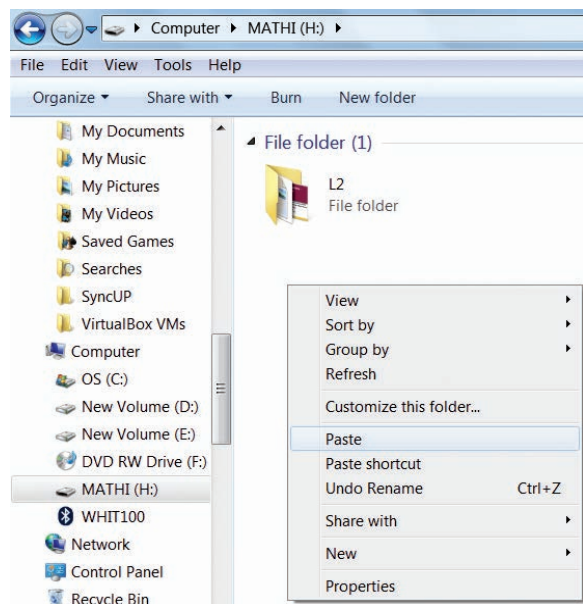 Computer MATHI (H:)
File Edit View Tools Help
Organize Share with Burn New folder
My Documents
My Music
My Pictures
My Videos
Saved Games
Searches
SyncUP
VirtualBox VMs
Computer
OS (C:)
New Volume (D:)
New Volume (E:)
DVD RW Drive (F:)
MATHI (H:)
WHIT100
Network
Control Panel
Recycle Bin
File folder (1)
L2
File folder
View
Sort by
Group by
Refresh
Customize this folder...
Paste
Paste shortcut
Undo Rename Ctrl+Z
Share with
New
Properties